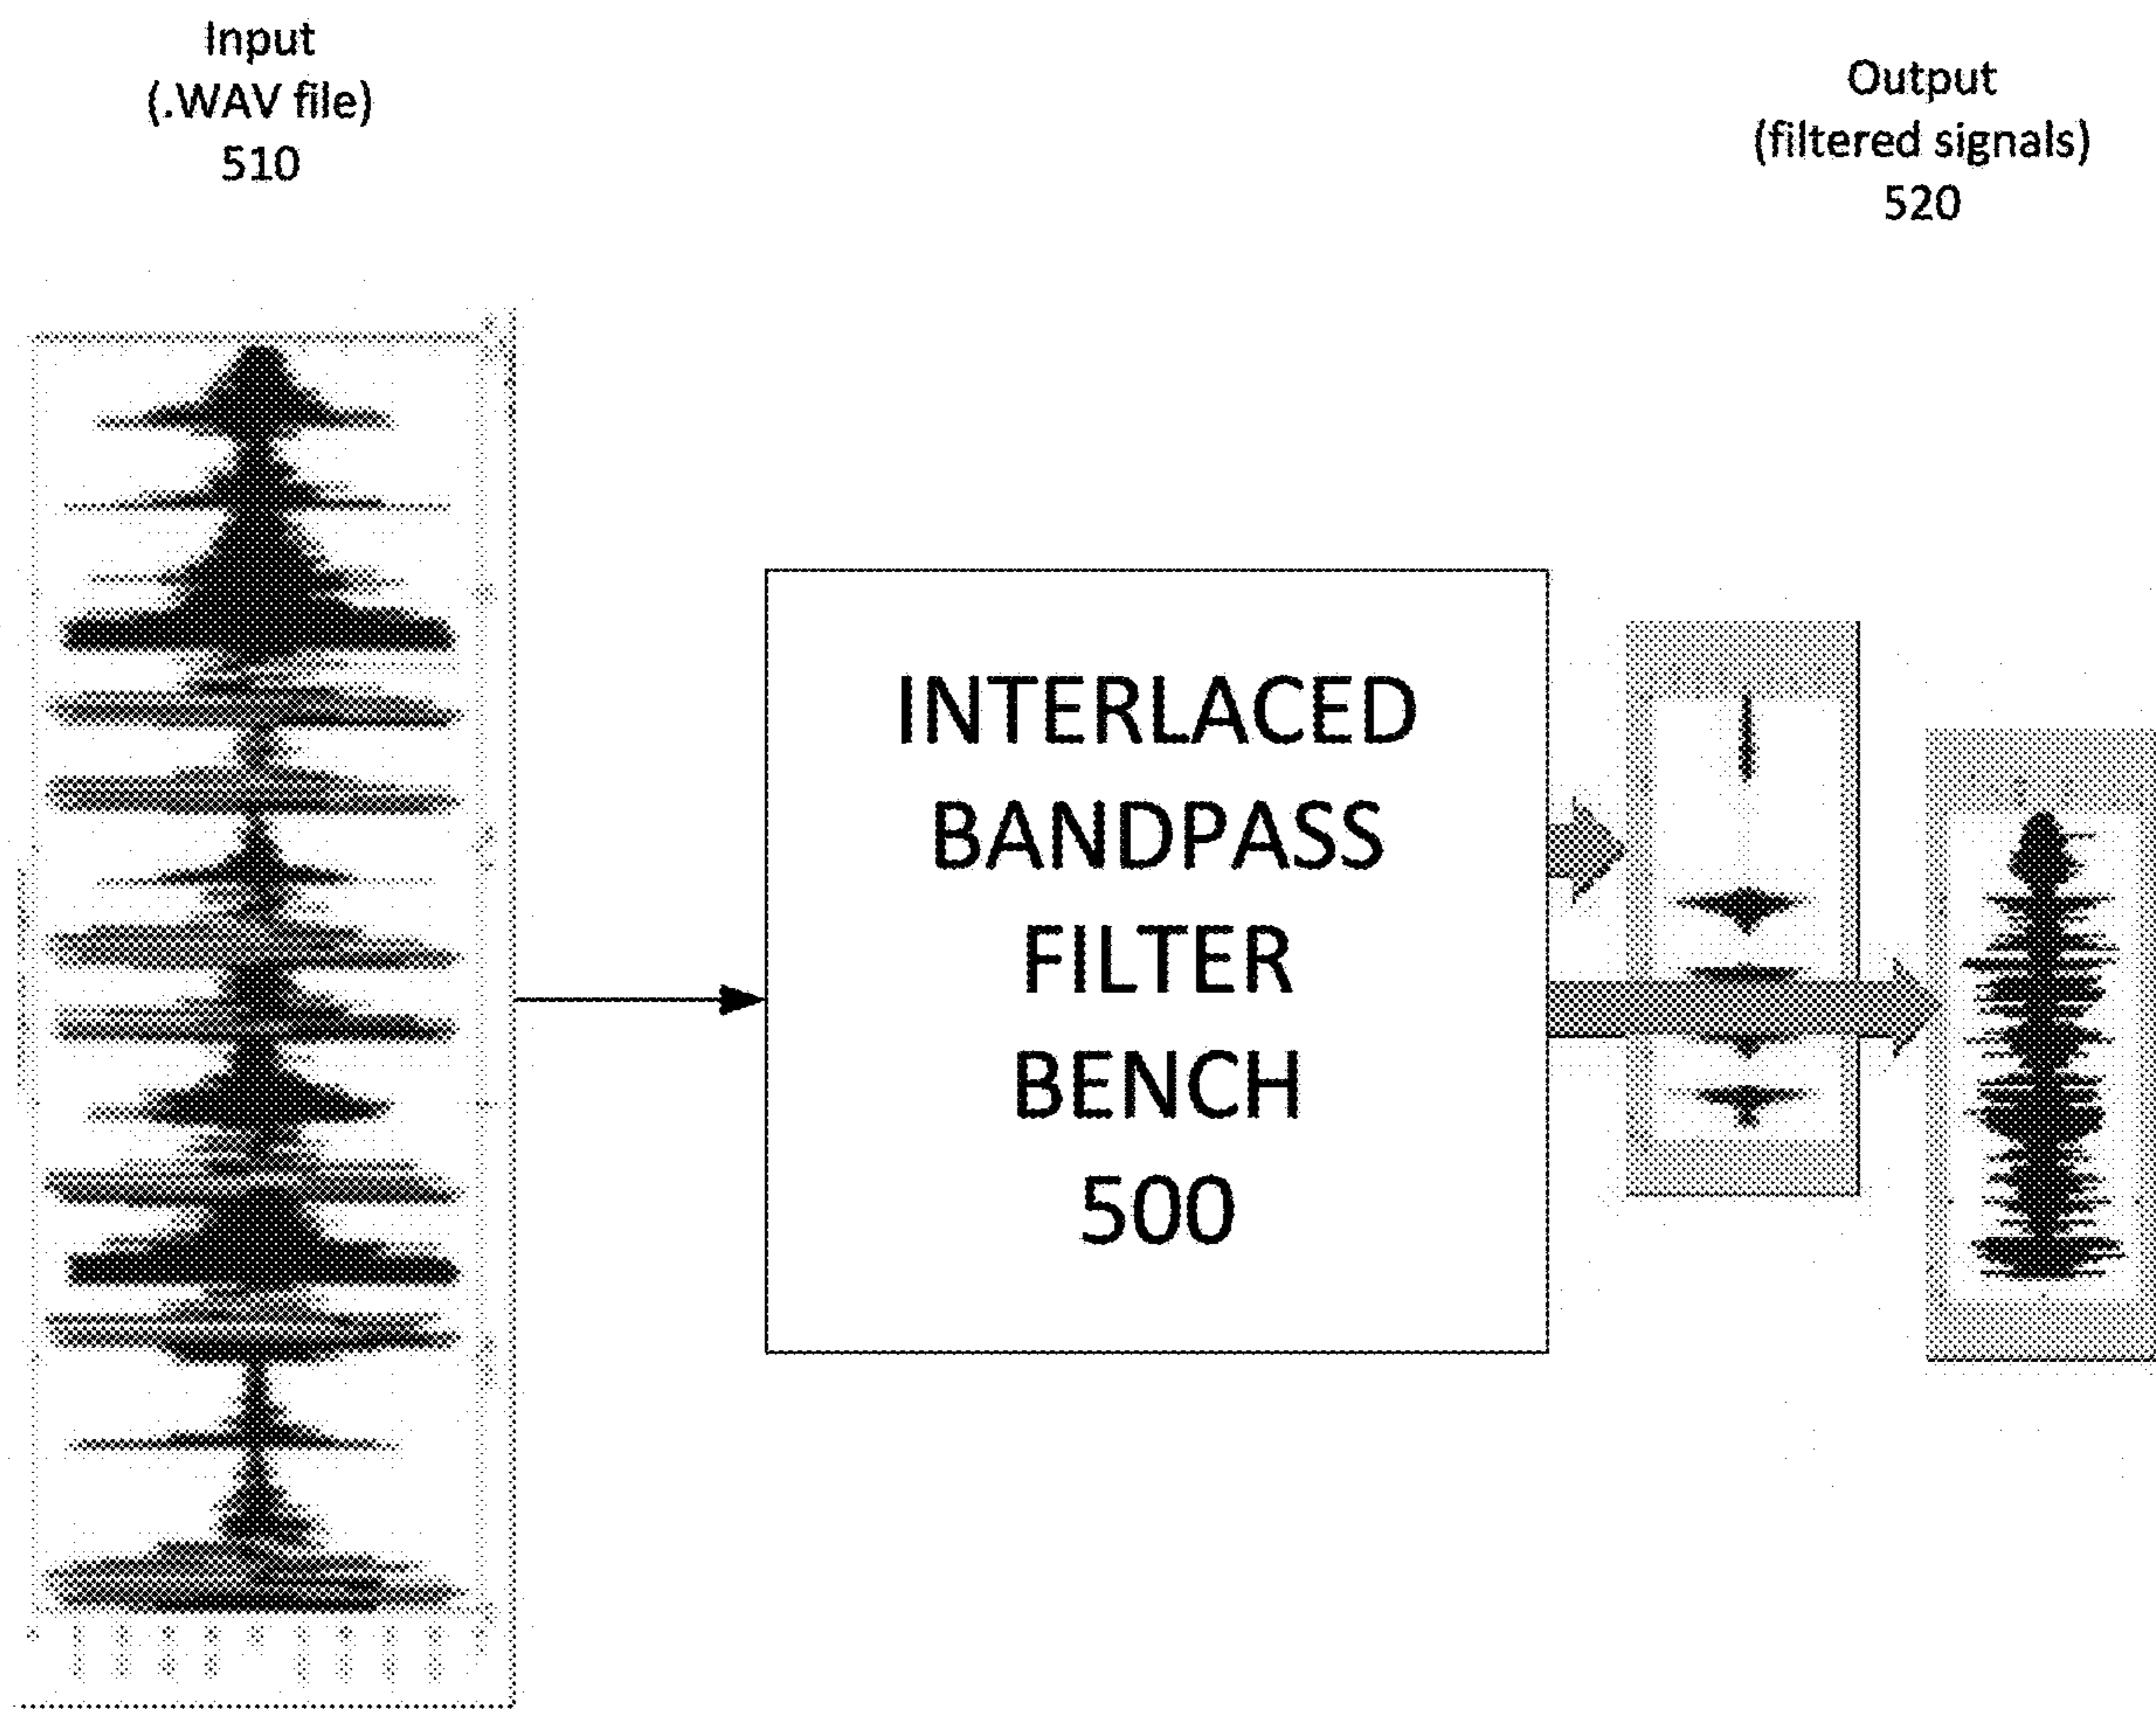 Input
(.WAV file)
510
Output
(filtered signals)
520
INTERLACED
BANDPASS
FILTER
BENCH
500